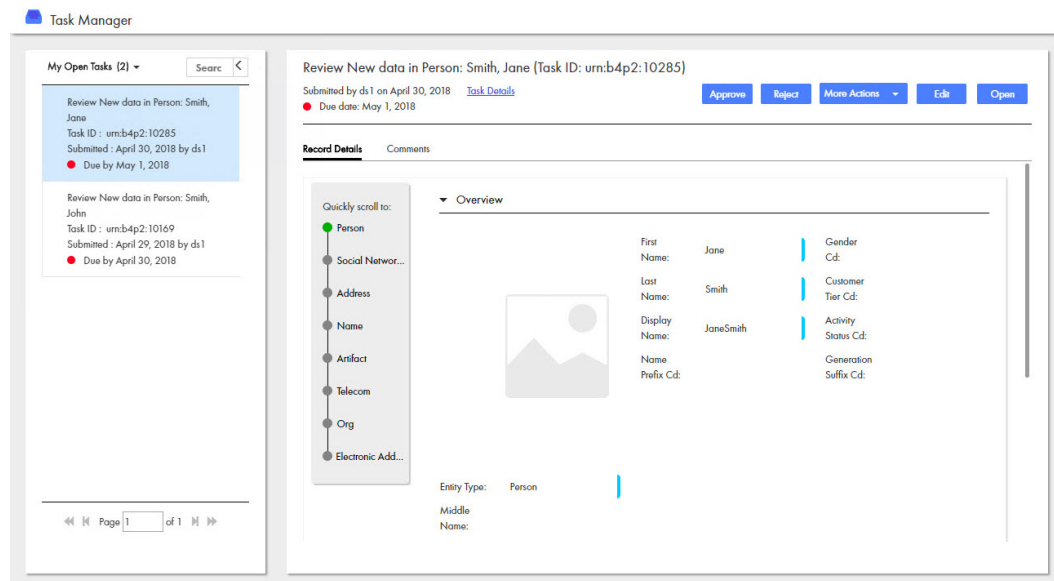 Task Manager
My Open Tasks (2)
Searc
Review New data in Person: Smith,
Jane
Task ID : urn:b4p2:10285
Submitted : April 30, 2018 by ds1
Due by May 1, 2018
Review New data in Person: Smith,
John
Task ID : urn:b4p2:10169
Submitted : April 29, 2018 by ds1
Due by April 30, 2018
Page 1 of 1
Review New data in Person: Smith, Jane (Task ID: urn:b4p2:10285)
Submitted by ds1 on April 30, 2018 Task Details
Due date: May 1, 2018
Approve Reject More Actions Edit Open
Record Details Comments
Quickly scroll to:
Person
Social Networ...
Address
Name
Artifact
Telecom
Org
Electronic Add...
Overview
First
Name:
Jane
Gender
Cd:
Last
Name:
Smith
Customer
Tier Cd:
Display
Name:
JaneSmith
Activity
Status Cd:
Name
Prefix Cd:
Generation
Suffix Cd:
Entity Type: Person
Middle
Name: